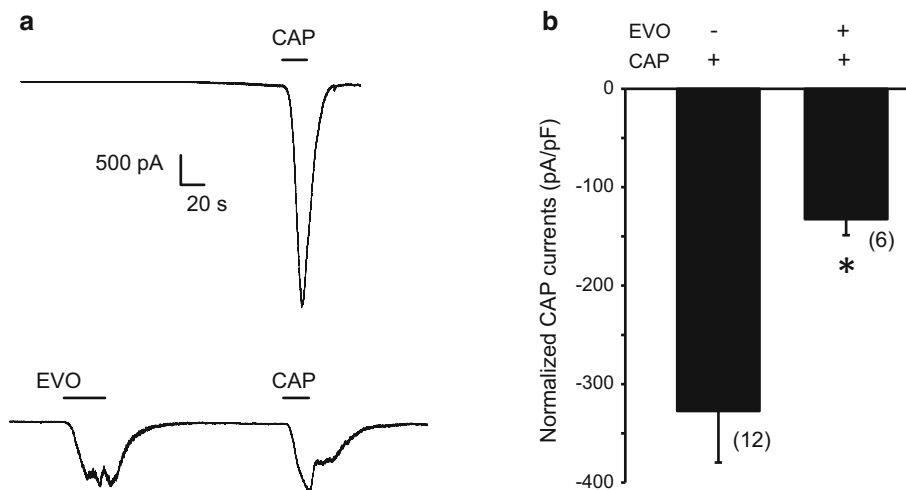 a
CAP
500 pA
20 s
EVO
CAP
b
EVO - +
CAP + +
Normalized CAP currents (pA/pF)
0
-100
-200
-300
-400
(12)
(6)
*